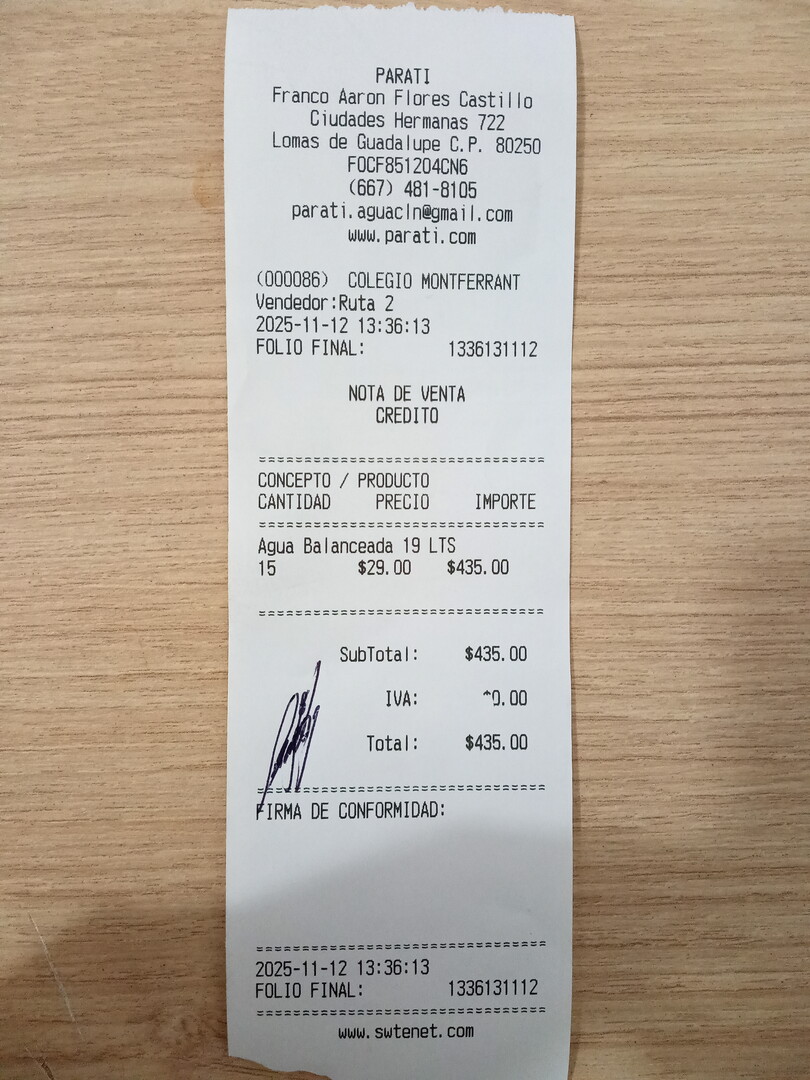 PARATI
Franco Aaron Flores Castillo
Ciudades Hermanas 722
Lomas de Guadalupe C.P. 80250
FOCF851204CN6
(667) 481-8105
parati.aguacln@gmail.com
www.parati.com
(000086) COLEGIO MONTFERRANT
Vendedor:Ruta 2
2025-11-12 13:36:13
FOLIO FINAL: 1336131112
NOTA DE VENTA
CREDITO
CONCEPTO / PRODUCTO
CANTIDAD PRECIO IMPORTE
Agua Balanceada 19 LTS
15 $29.00 $435.00
SubTotal: $435.00
IVA: ^0.00
Total: $435.00
FIRMA DE CONFORMIDAD:
2025-11-12 13:36:13
FOLIO FINAL: 1336131112
www.swtenet.com